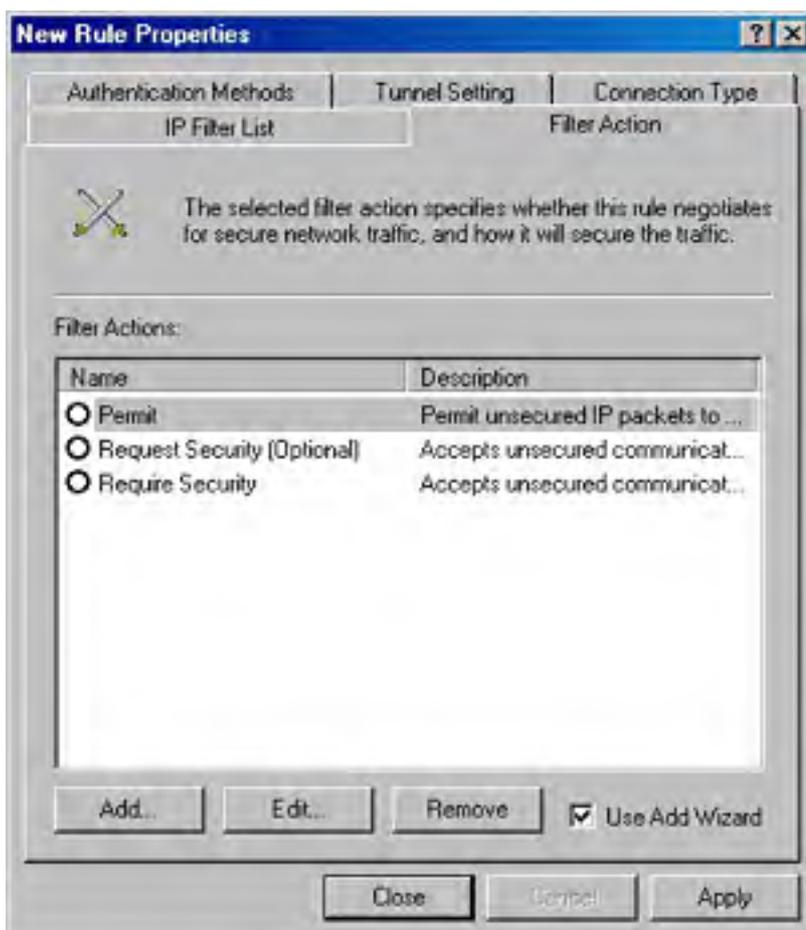 New Rule Properties
Authentication Methods
Tunnel Setting
Connection Type
IP Filter List
Filter Action
The selected filter action specifies whether this rule negotiates
for secure network traffic, and how it will secure the traffic.
Filter Actions:
Name Description
Permit Permit unsecured IP packets to ...
Request Security (Optional) Accepts unsecured communicat...
Require Security Accepts unsecured communicat...
Add... Edit... Remove Use Add Wizard
Close Cancel Apply